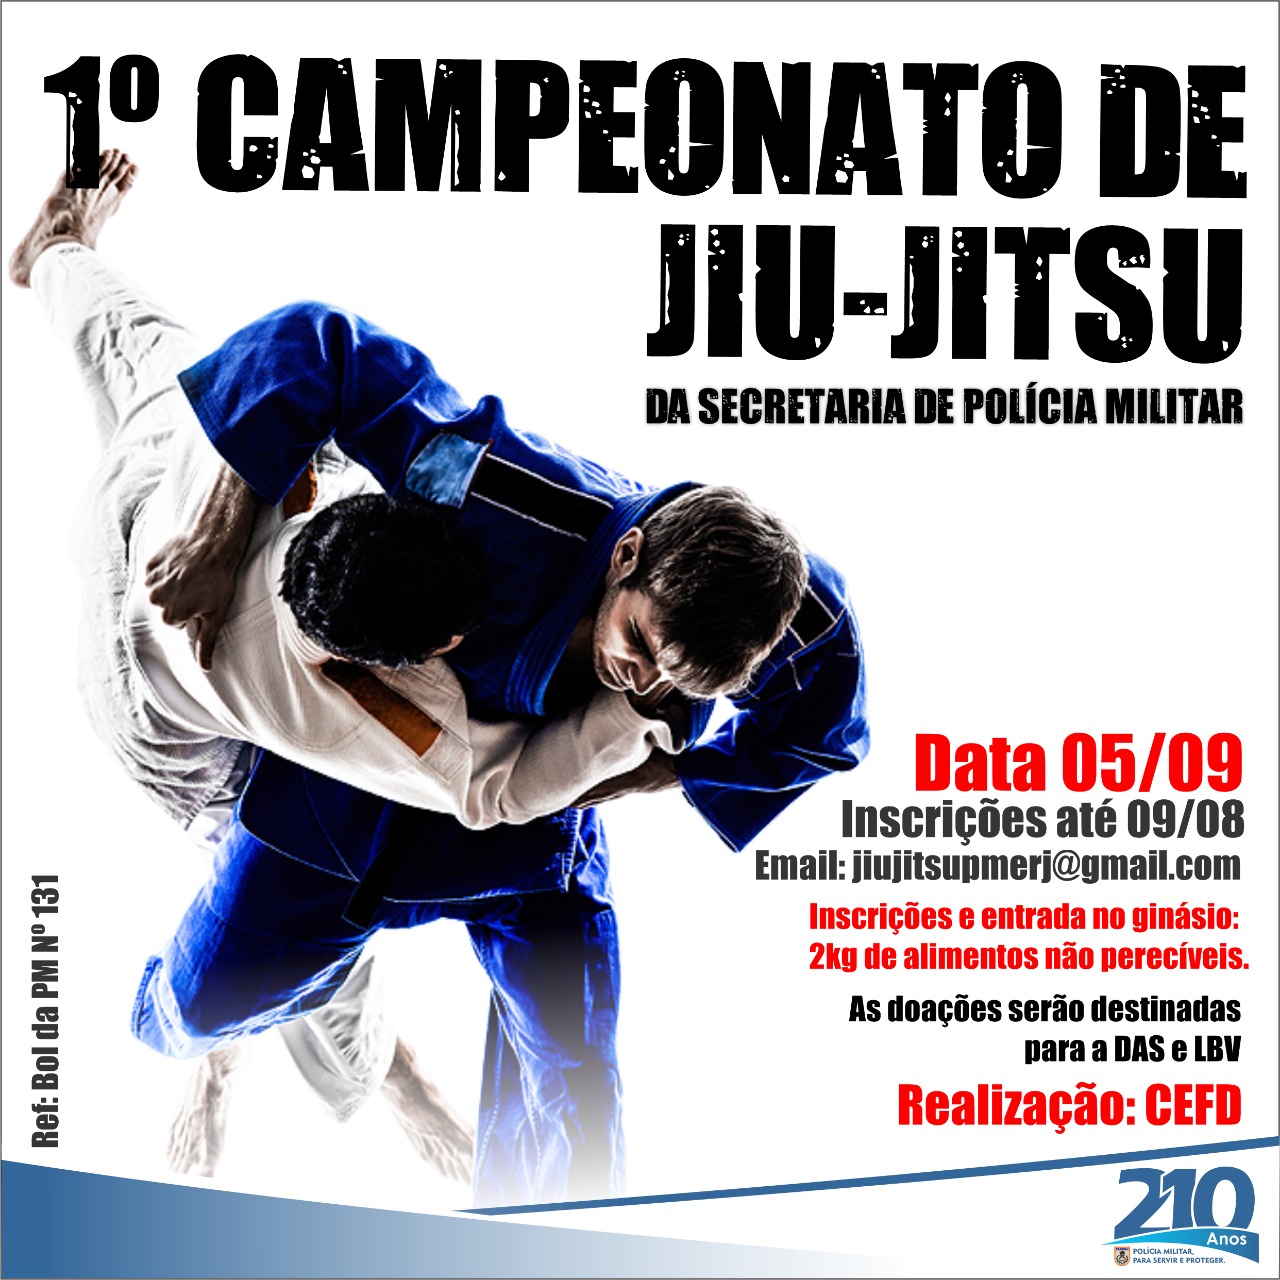 1º CAMPEONATO DE
JIU-JITSU
DA SECRETARIA DE POLÍCIA MILITAR
Data 05/09
Inscrições até 09/08
Email: jiujitsupmerj@gmail.com
Inscrições e entrada no ginásio:
2kg de alimentos não perecíveis.
As doações serão destinadas
para a DAS e LBV
Realização: CEFD
Ref: Bol da PM Nº 131
210
Anos
POLÍCIA MILITAR,
PARA SERVIR E PROTEGER.